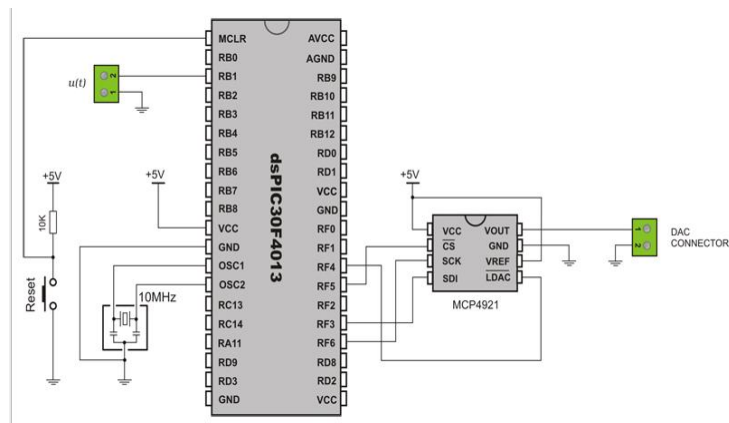 MCLR
RB0
RB1
RB2
RB3
RB4
RB5
RB6
RB7
RB8
VCC
GND
OSC1
OSC2
RC13
RC14
RA11
RD9
RD3
GND
dsPIC30F4013
AVCC
AGND
RB9
RB10
RB11
RB12
RD0
RD1
VCC
GND
RF0
RF1
RF4
RF5
RF2
RF3
RF6
RD8
RD2
VCC
u(t)
2
1
+5V
10K
Reset
+5V
10MHz
+5V
VCC
CS
SCK
SDI
VOUT
GND
VREF
LDAC
MCP4921
1
2
DAC
CONNECTOR